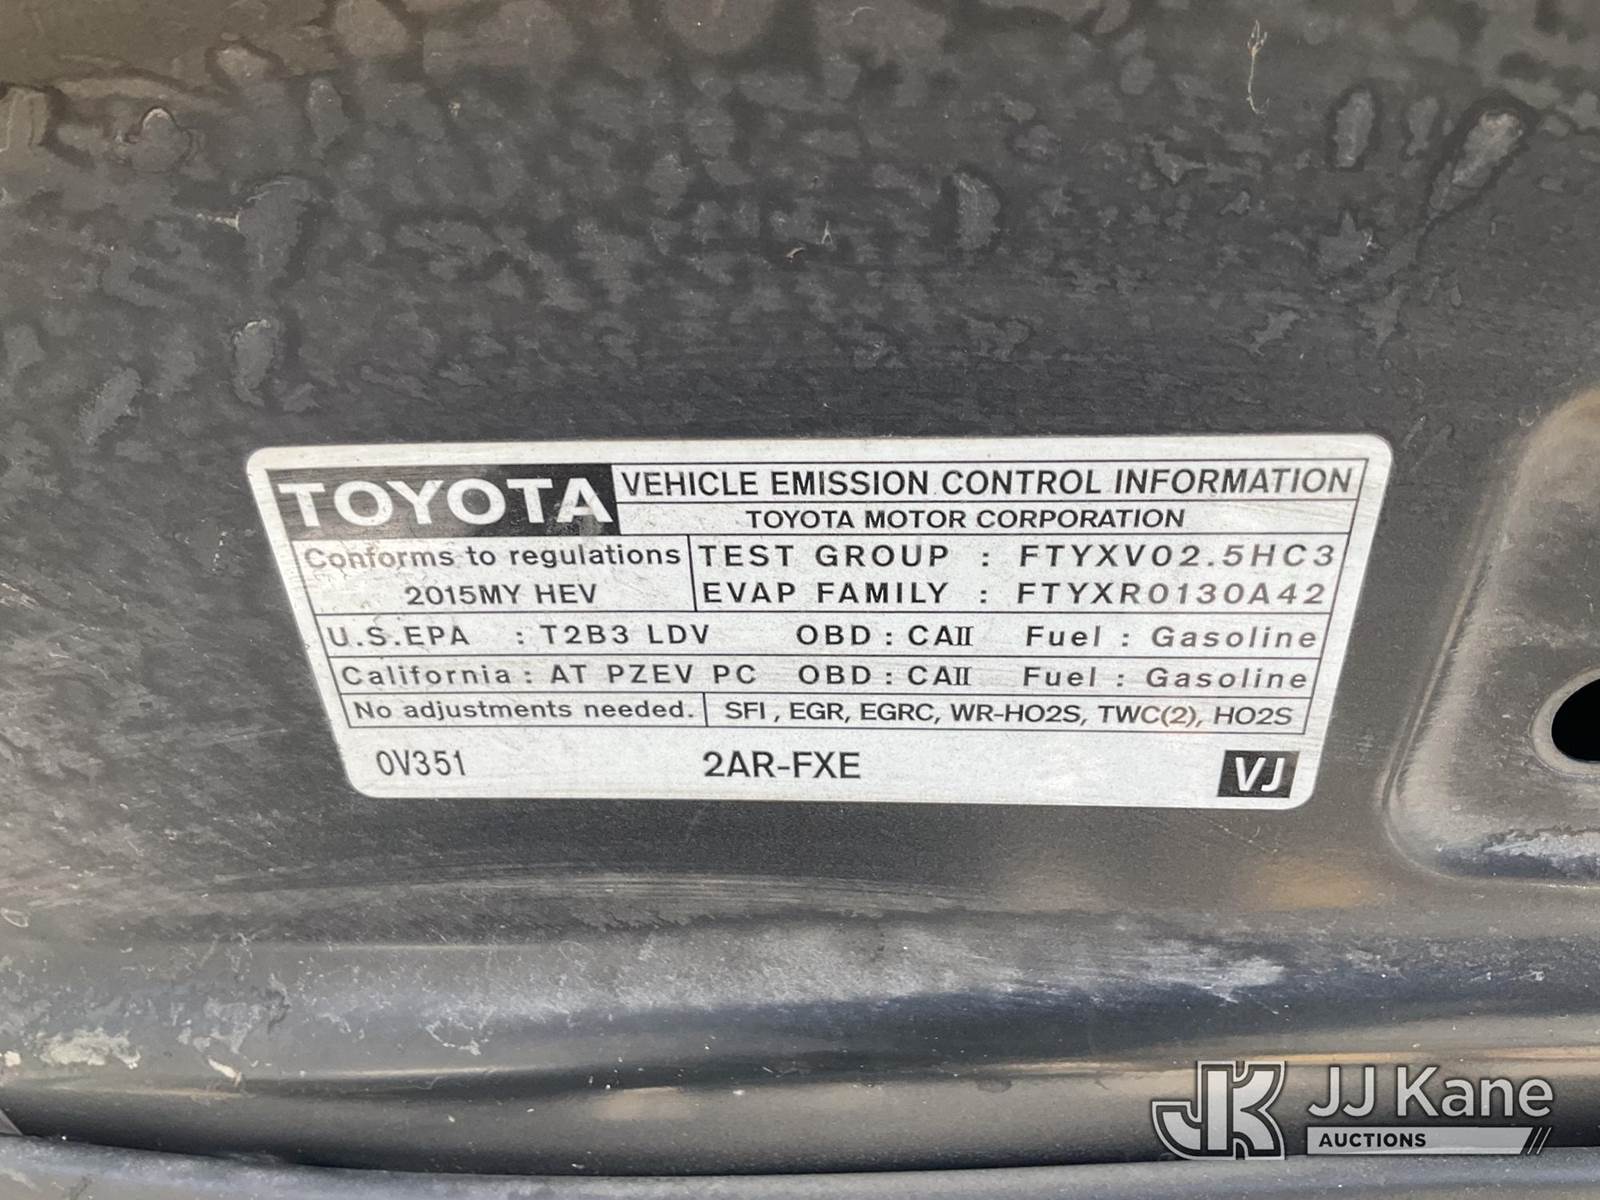 TOYOTA VEHICLE EMISSION CONTROL INFORMATION
TOYOTA MOTOR CORPORATION
Conforms to regulations TEST GROUP : FTYXV02.5HC3
2015MY HEV EVAP FAMILY : FTYXR0130A42
U.S.EPA : T2B3 LDV OBD : CAII Fuel : Gasoline
California : AT PZEV PC OBD : CAII Fuel : Gasoline
No adjustments needed. SFI, EGR, EGRC, WR-HO2S, TWC(2), HO2S
0V351 2AR-FXE VJ
JK JJ Kane
AUCTIONS